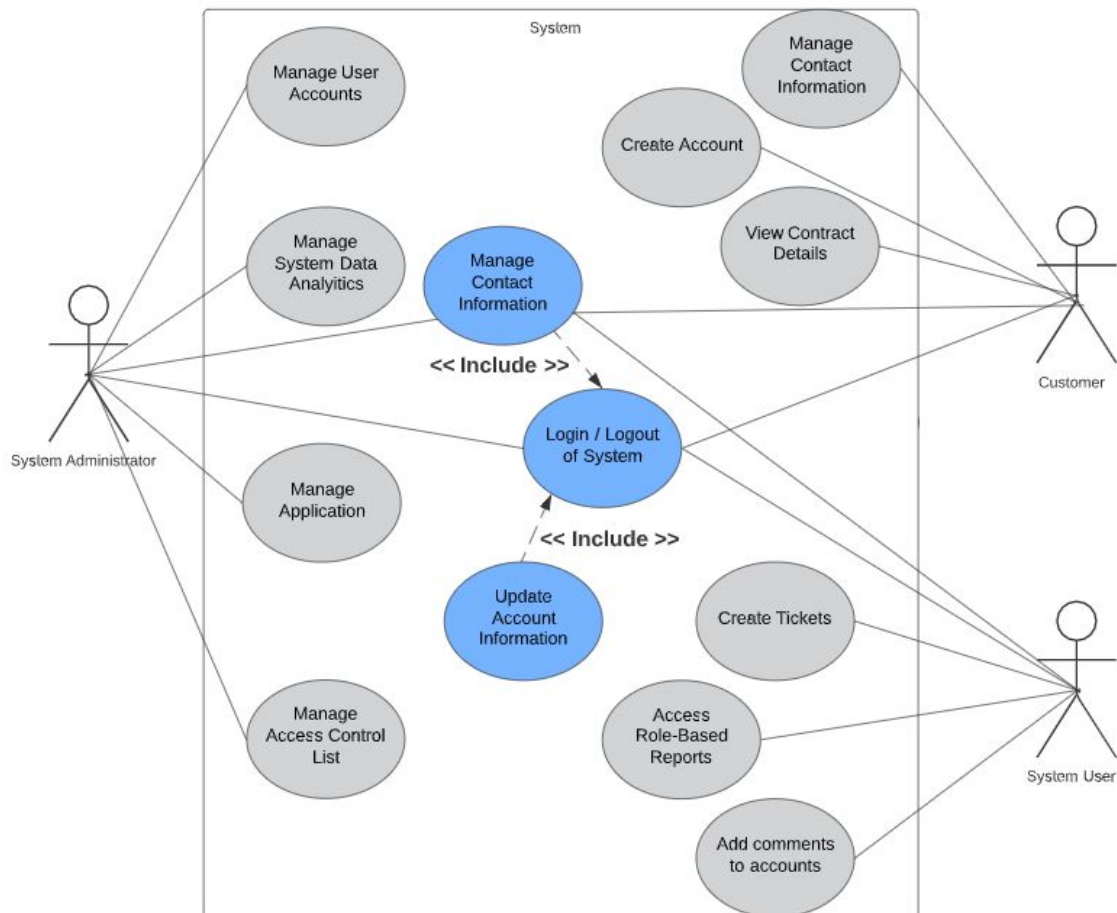 System
Manage User
Accounts
Manage
Contact
Information
Create Account
View Contract
Details
Manage
System Data
Analyitics
Manage
Contact
Information
<< Include >>
Customer
System Administrator
Login / Logout
of System
Manage
Application
<< Include >>
Update
Account
Information
Create Tickets
Manage
Access Control
List
Access
Role-Based
Reports
System User
Add comments
to accounts